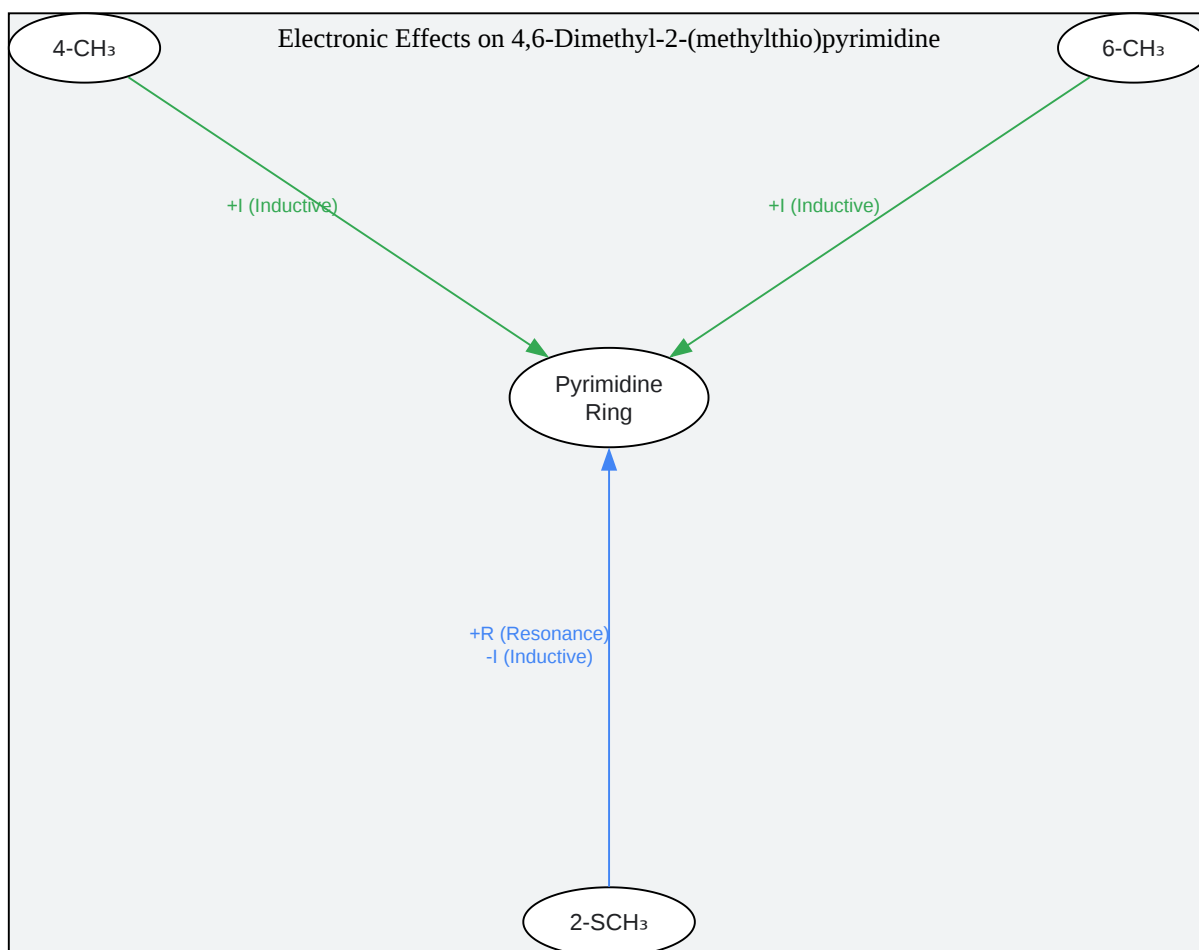 4-CH₃
Electronic Effects on 4,6-Dimethyl-2-(methylthio)pyrimidine
6-CH₃
+I (Inductive)
+I (Inductive)
Pyrimidine
Ring
+R (Resonance)
-I (Inductive)
2-SCH₃